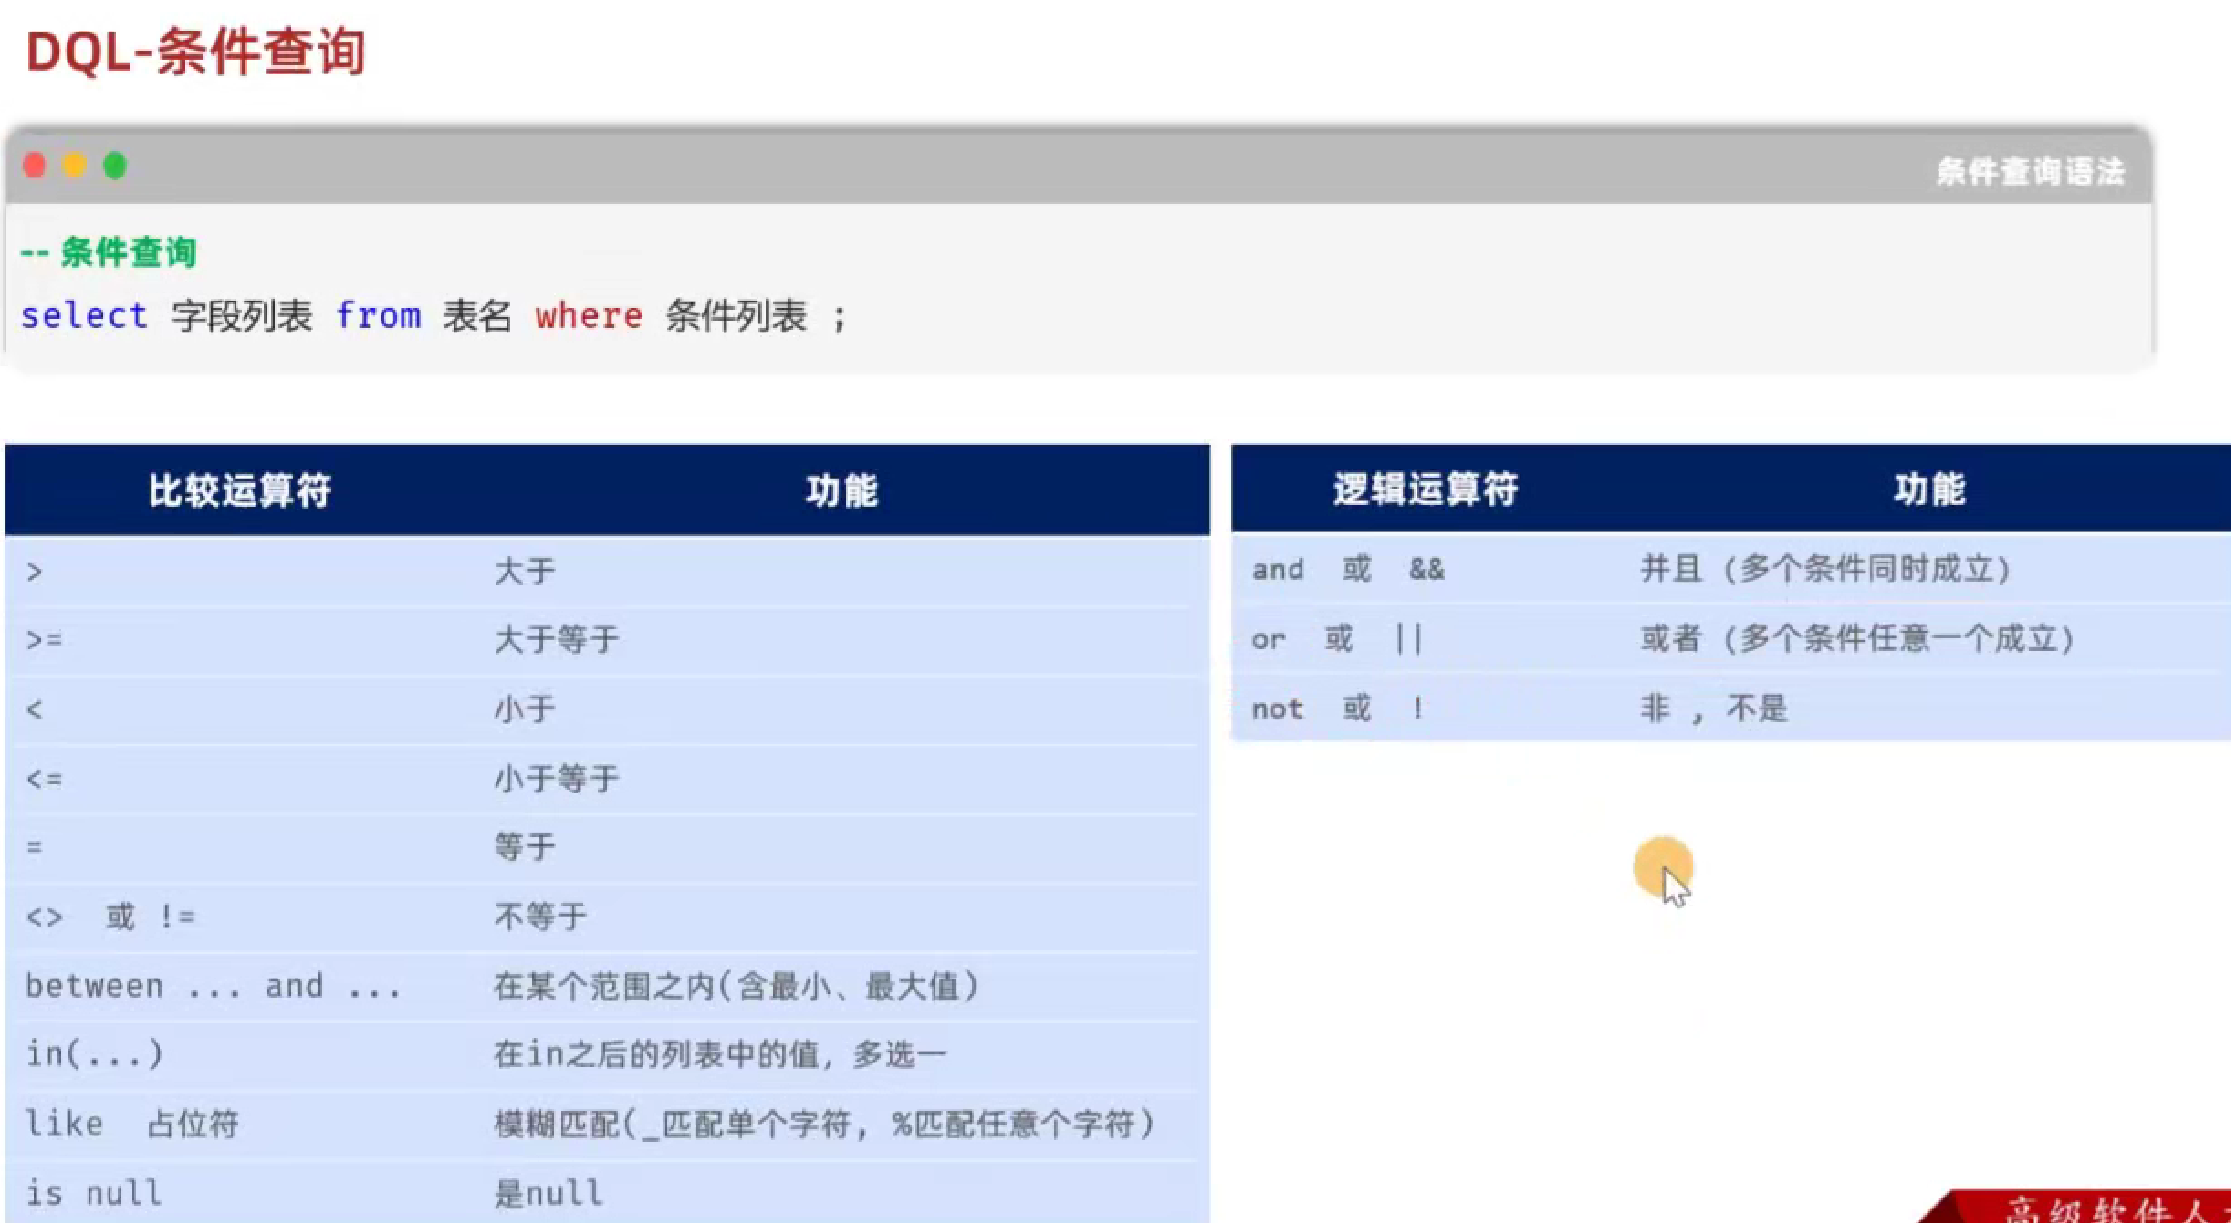 DQL-条件查询
条件查询语法
-- 条件查询
select 字段列表 from 表名 where 条件列表 ;
比较运算符 功能
> 大于
>= 大于等于
< 小于
<= 小于等于
= 等于
<> 或 != 不等于
between ... and ... 在某个范围之内(含最小、最大值)
in(...) 在in之后的列表中的值，多选一
like 占位符 模糊匹配(_匹配单个字符, %匹配任意个字符)
is null 是null
逻辑运算符 功能
and 或 && 并且 (多个条件同时成立)
or 或 || 或者 (多个条件任意一个成立)
not 或 ! 非 , 不是
高级软件人